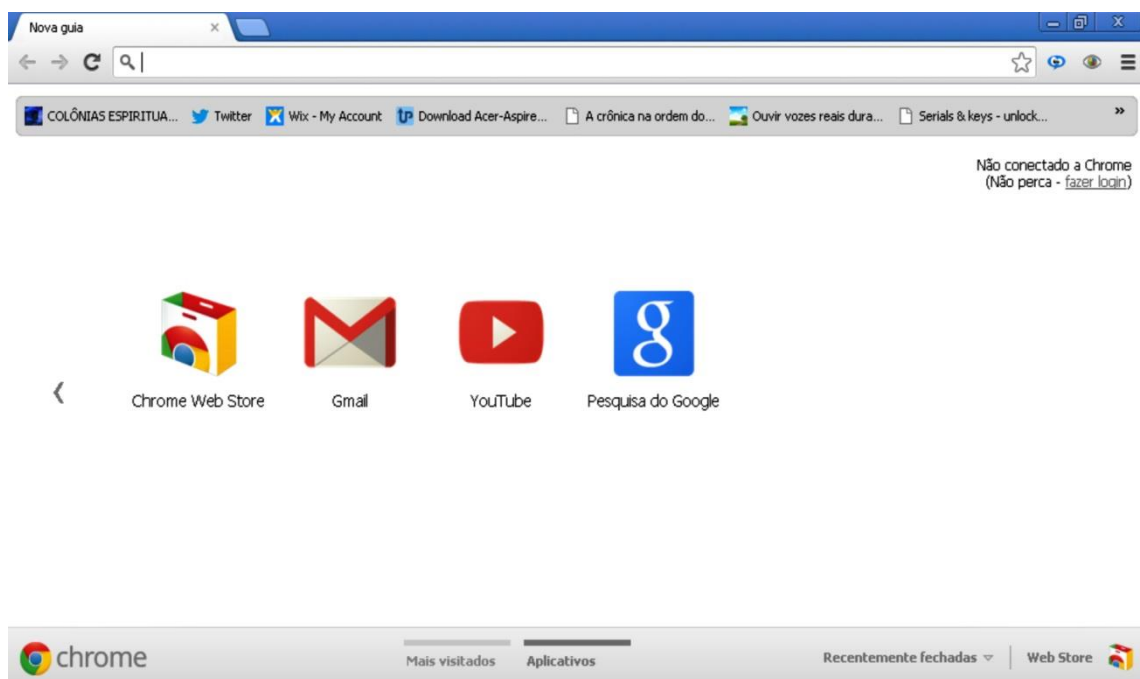 Nova guia
COLÔNIAS ESPIRITUA... Twitter Wix - My Account Download Acer-Aspire... A crônica na ordem do... Ouvir vozes reais dura... Serials & keys - unlock... »
Não conectado a Chrome
(Não perca - fazer login)
Chrome Web Store Gmail YouTube Pesquisa do Google
chrome Mais visitados Aplicativos Recentemente fechadas Web Store